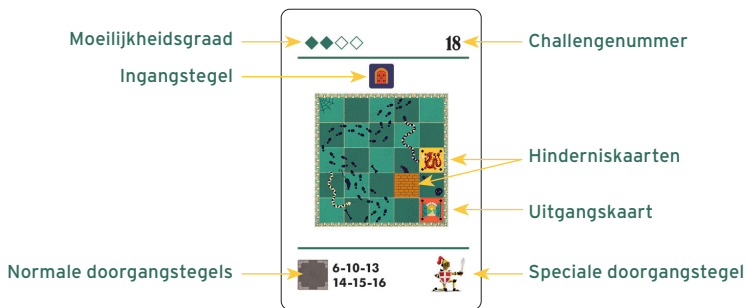 Moeilijkheidsgraad
18
Challengenummer
Ingangstegel
Hinderniskaarten
Uitgangskaart
Normale doorgangstegels
6-10-13
14-15-16
Speciale doorgangstegel